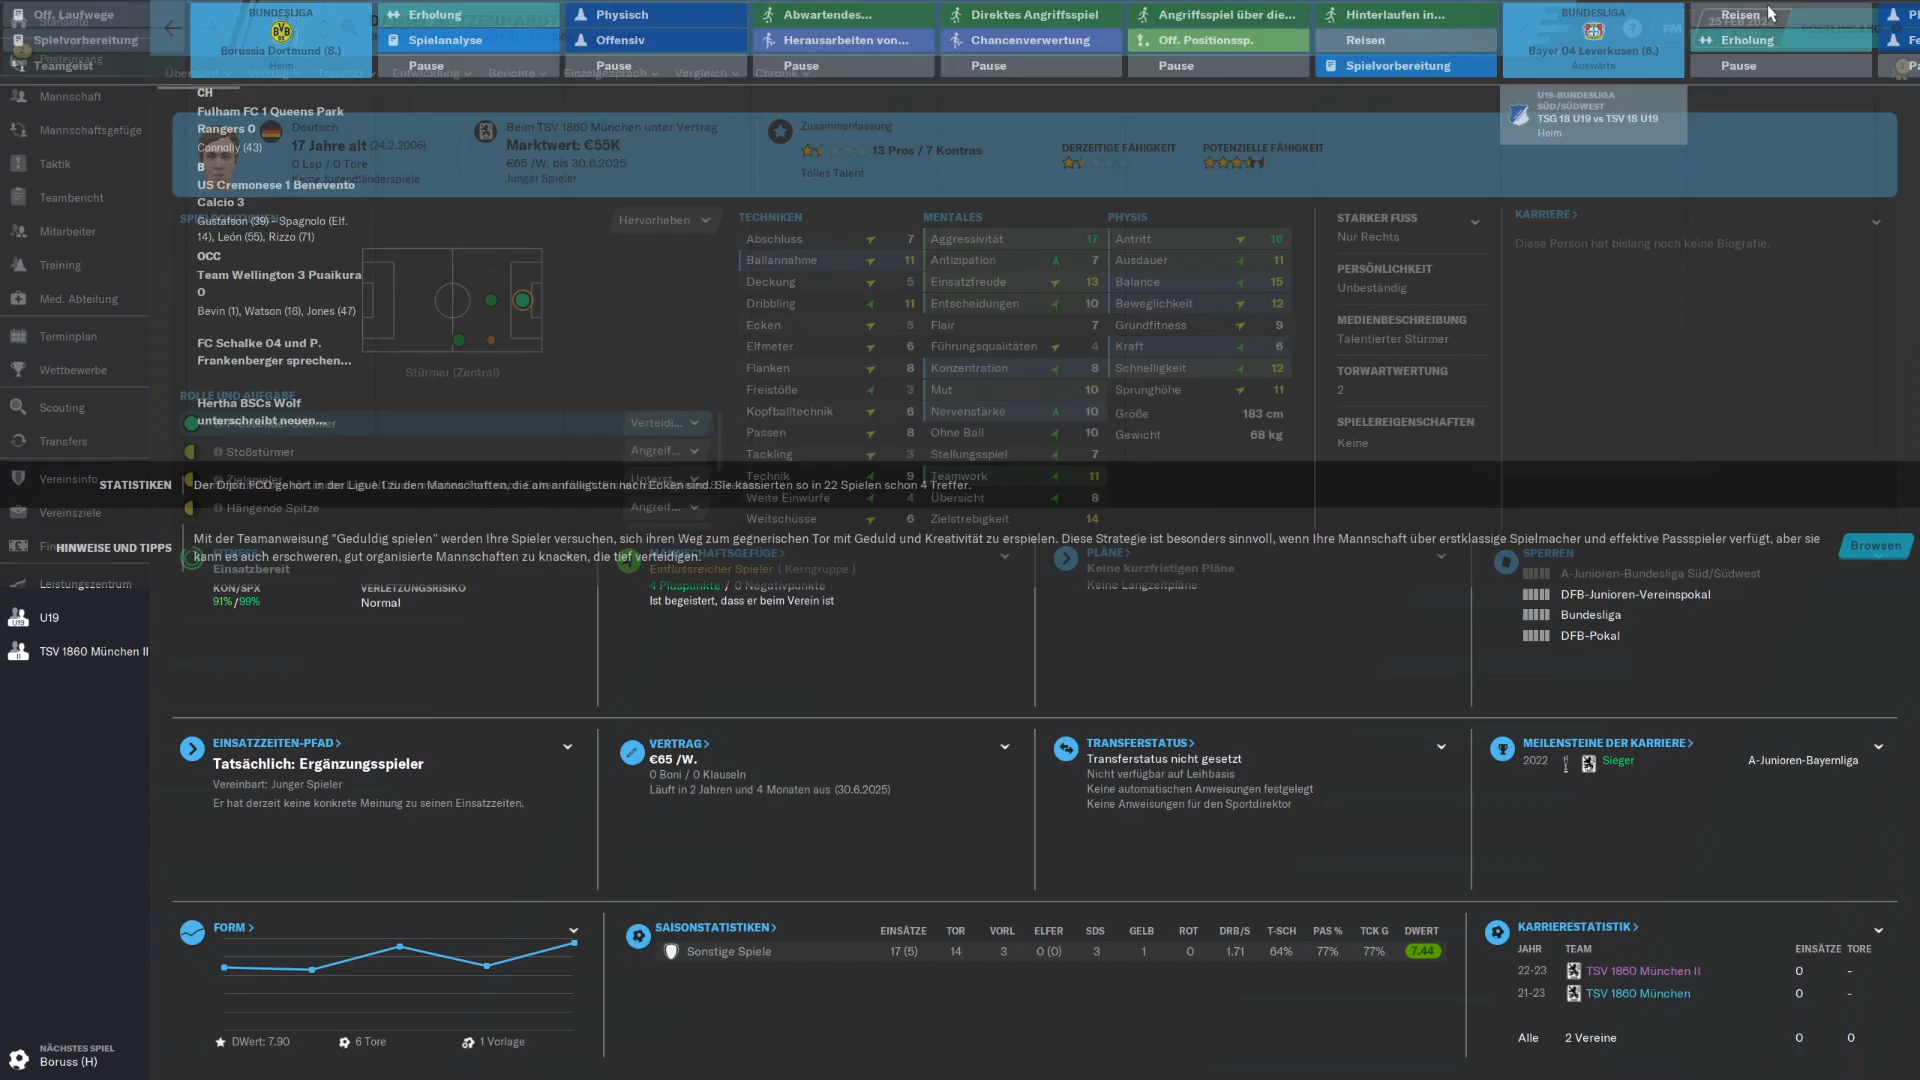 Off. Laufwege
Spielvorbereitung
Teamgeist
BUNDESLIGA
Borussia Dortmund (8.)
Heim
Erholung
Spielanalyse
Pause
Physisch
Offensiv
Pause
Abwartendes...
Herausarbeiten von...
Pause
Direktes Angriffsspiel
Chancenverwertung
Pause
Angriffsspiel über die...
Off. Positionssp.
Pause
Hinterlaufen in...
Reisen
Spielvorbereitung
BUNDESLIGA
Bayer 04 Leverkusen (6.)
Auswärts
Reisen
Erholung
Pause
U19-BUNDESLIGA
SÜD/SÜDWEST
TSG 18 U19 vs TSV 18 U19
Heim
Mannschaft
Mannschaftsgefüge
Taktik
Teambericht
Mitarbeiter
Training
Med. Abteilung
Terminplan
Wettbewerbe
Scouting
Transfers
Vereinsinfo
Vereinsziele
Leistungszentrum
U19
TSV 1860 München II
NÄCHSTES SPIEL
Boruss (H)
CH
Fulham FC 1 Queens Park
Rangers 0
Connolly (43)
B
US Cremonese 1 Benevento
Calcio 3
Gustafson (39) - Spagnolo (Elf.
14), León (55), Rizzo (71)
OCC
Team Wellington 3 Puaikura
0
Bevin (1), Watson (16), Jones (47)
FC Schalke 04 und P.
Frankenberger sprechen...
Hertha BSCs Wolf
unterschreibt neuen...
Deutsch
17 Jahre alt (24.2.2006)
0 Lsp / 0 Tore
Keine Jugendländerspiele
Beim TSV 1860 München unter Vertrag
Marktwert: €55K
€65 /W. bis 30.6.2025
Junger Spieler
Zusammenfassung
13 Pros / 7 Kontras
Tolles Talent
DERZEITIGE FÄHIGKEIT
POTENZIELLE FÄHIGKEIT
SPIELPOSITIONEN
Hervorheben
Stürmer (Zentral)
ROLLE UND AUFGABE
Pressender Stürmer
Verteidi...
Stoßstürmer
Angreif...
Zielspieler
Unterst...
Hängende Spitze
Angreif...
TECHNIKEN
Abschluss 7
Ballannahme 11
Deckung 5
Dribbling 11
Ecken 5
Elfmeter 6
Flanken 8
Freistöße 3
Kopfballtechnik 6
Passen 8
Tackling 3
Technik 9
Weite Einwürfe 4
Weitschüsse 6
MENTALES
Aggressivität 17
Antizipation 7
Einsatzfreude 13
Entscheidungen 10
Flair 7
Führungsqualitäten 4
Konzentration 8
Mut 10
Nervenstärke 10
Ohne Ball 10
Stellungsspiel 7
Teamwork 11
Übersicht 8
Zielstrebigkeit 14
PHYSIS
Antritt 16
Ausdauer 11
Balance 15
Beweglichkeit 12
Grundfitness 9
Kraft 6
Schnelligkeit 12
Sprunghöhe 11
Größe 183 cm
Gewicht 68 kg
STARKER FUSS
Nur Rechts
PERSÖNLICHKEIT
Unbeständig
MEDIENBESCHREIBUNG
Talentierter Stürmer
TORWARTWERTUNG
2
SPIELEREIGENSCHAFTEN
Keine
KARRIERE
Diese Person hat bislang noch keine Biografie.
STATISTIKEN
Der Dijon FCO gehört in der Ligue 1 zu den Mannschaften, die am anfälligsten nach Ecken sind. Sie kassierten so in 22 Spielen schon 4 Treffer.
HINWEISE UND TIPPS
Mit der Teamanweisung "Geduldig spielen" werden Ihre Spieler versuchen, sich ihren Weg zum gegnerischen Tor mit Geduld und Kreativität zu erspielen. Diese Strategie ist besonders sinnvoll, wenn Ihre Mannschaft über erstklassige Spielmacher und effektive Passspieler verfügt, aber sie
kann es auch erschweren, gut organisierte Mannschaften zu knacken, die tief verteidigen.
Browsen
FITNESS
Einsatzbereit
KON/SPX
91%/99%
VERLETZUNGSRISIKO
Normal
MANNSCHAFTSGEFÜGE
Einflussreicher Spieler ( Kerngruppe )
4 Pluspunkte / 0 Negativpunkte
Ist begeistert, dass er beim Verein ist
PLÄNE
Keine kurzfristigen Pläne
Keine Langzeitpläne
SPERREN
A-Junioren-Bundesliga Süd/Südwest
DFB-Junioren-Vereinspokal
Bundesliga
DFB-Pokal
EINSATZZEITEN-PFAD
Tatsächlich: Ergänzungsspieler
Vereinbart: Junger Spieler
Er hat derzeit keine konkrete Meinung zu seinen Einsatzzeiten.
VERTRAG
€65 /W.
0 Boni / 0 Klauseln
Läuft in 2 Jahren und 4 Monaten aus (30.6.2025)
TRANSFERSTATUS
Transferstatus nicht gesetzt
Nicht verfügbar auf Leihbasis
Keine automatischen Anweisungen festgelegt
Keine Anweisungen für den Sportdirektor
MEILENSTEINE DER KARRIERE
2022 Sieger A-Junioren-Bayernliga
FORM
DWert: 7.90
6 Tore
1 Vorlage
SAISONSTATISTIKEN EINSÄTZE TOR VORL ELFER SDS GELB ROT DRB/S T-SCH PAS % TCK G DWERT
Sonstige Spiele 17 (5) 14 3 0 (0) 3 1 0 1.71 64% 77% 77% 7.44
KARRIERESTATISTIK
JAHR TEAM EINSÄTZE TORE
22-23 TSV 1860 München II 0 -
21-23 TSV 1860 München 0 -
Alle 2 Vereine 0 0